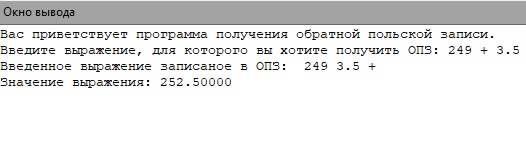 Окно вывода
Вас приветствует программа получения обратной польской записи.
Введите выражение, для которого вы хотите получить ОПЗ: 249 + 3.5
Введенное выражение записаное в ОПЗ:  249 3.5 +
Значение выражения: 252.50000